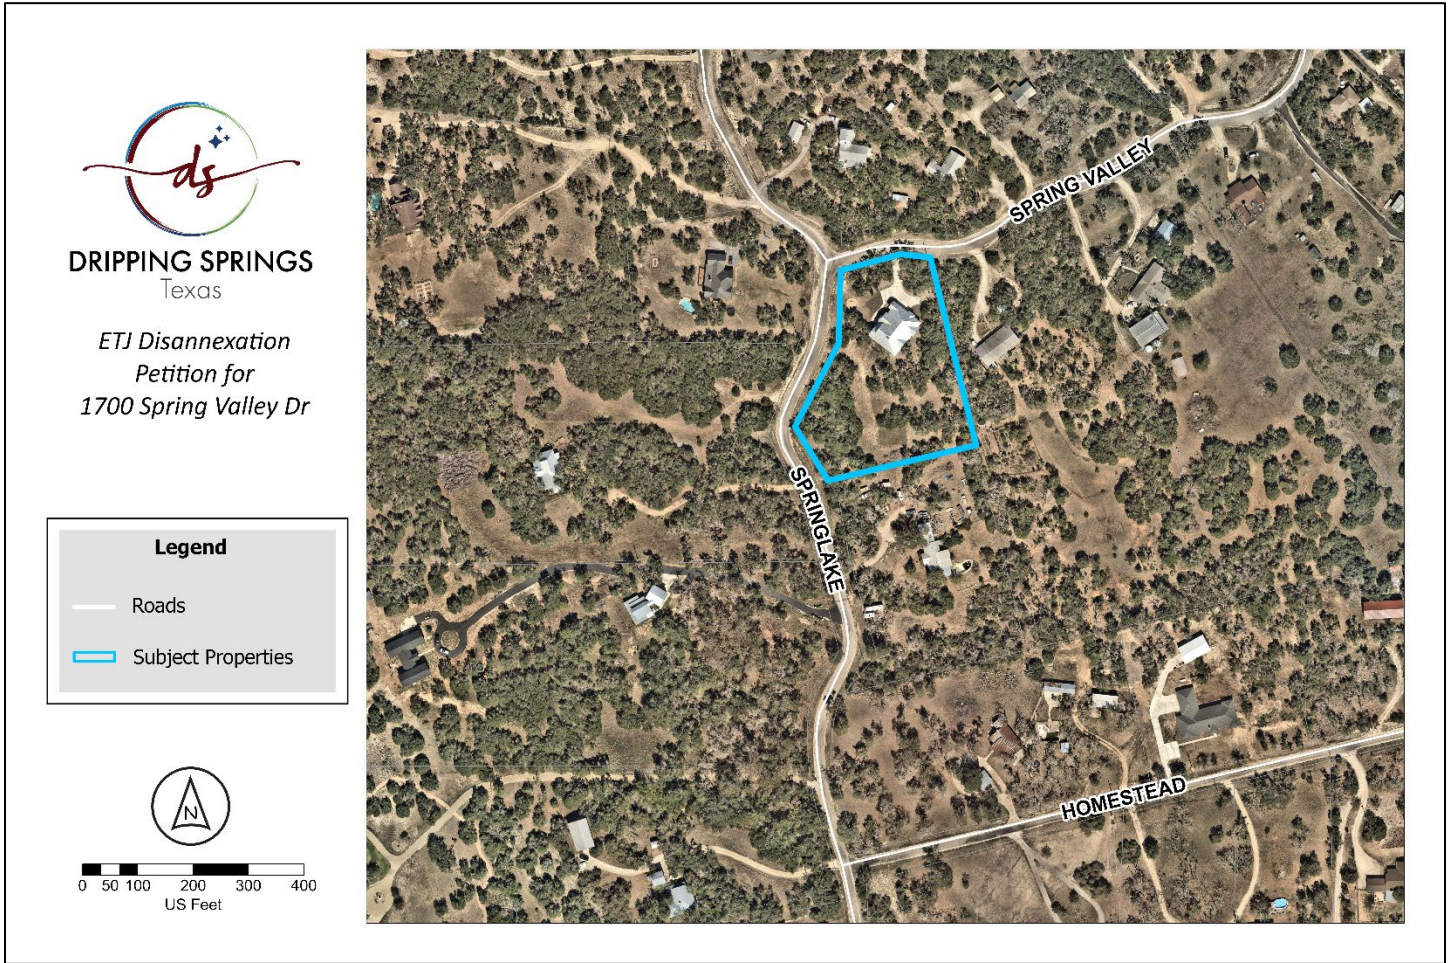 ds
DRIPPING SPRINGS
Texas
ETJ Disannexation
Petition for
1700 Spring Valley Dr
Legend
Roads
Subject Properties
N
0 50 100 200 300 400
US Feet
SPRING VALLEY
SPRINGLAKE
HOMESTEAD